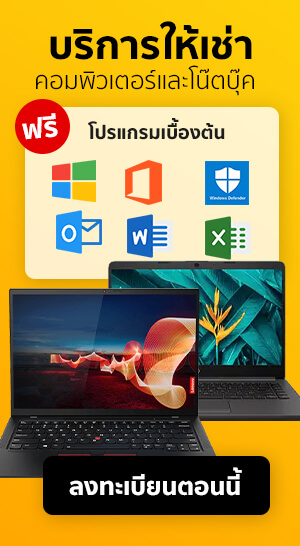 บริการให้เช่า
คอมพิวเตอร์และโน๊ตบุ๊ค
ฟรี
โปรแกรมเบื้องต้น
Windows Defender
O
W
X
Lenovo
ลงทะเบียนตอนนี้